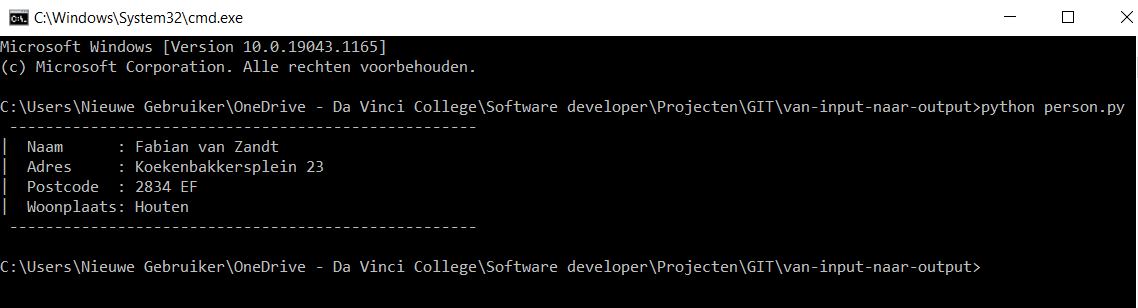 C:\Windows\System32\cmd.exe
Microsoft Windows [Version 10.0.19043.1165]
(c) Microsoft Corporation. Alle rechten voorbehouden.
C:\Users\Nieuwe Gebruiker\OneDrive - Da Vinci College\Software developer\Projecten\GIT\van-input-naar-output>python person.py
 ----------------------------------------------------
|  Naam      : Fabian van Zandt
|  Adres     : Koekenbakkersplein 23
|  Postcode  : 2834 EF
|  Woonplaats: Houten
 ----------------------------------------------------
C:\Users\Nieuwe Gebruiker\OneDrive - Da Vinci College\Software developer\Projecten\GIT\van-input-naar-output>